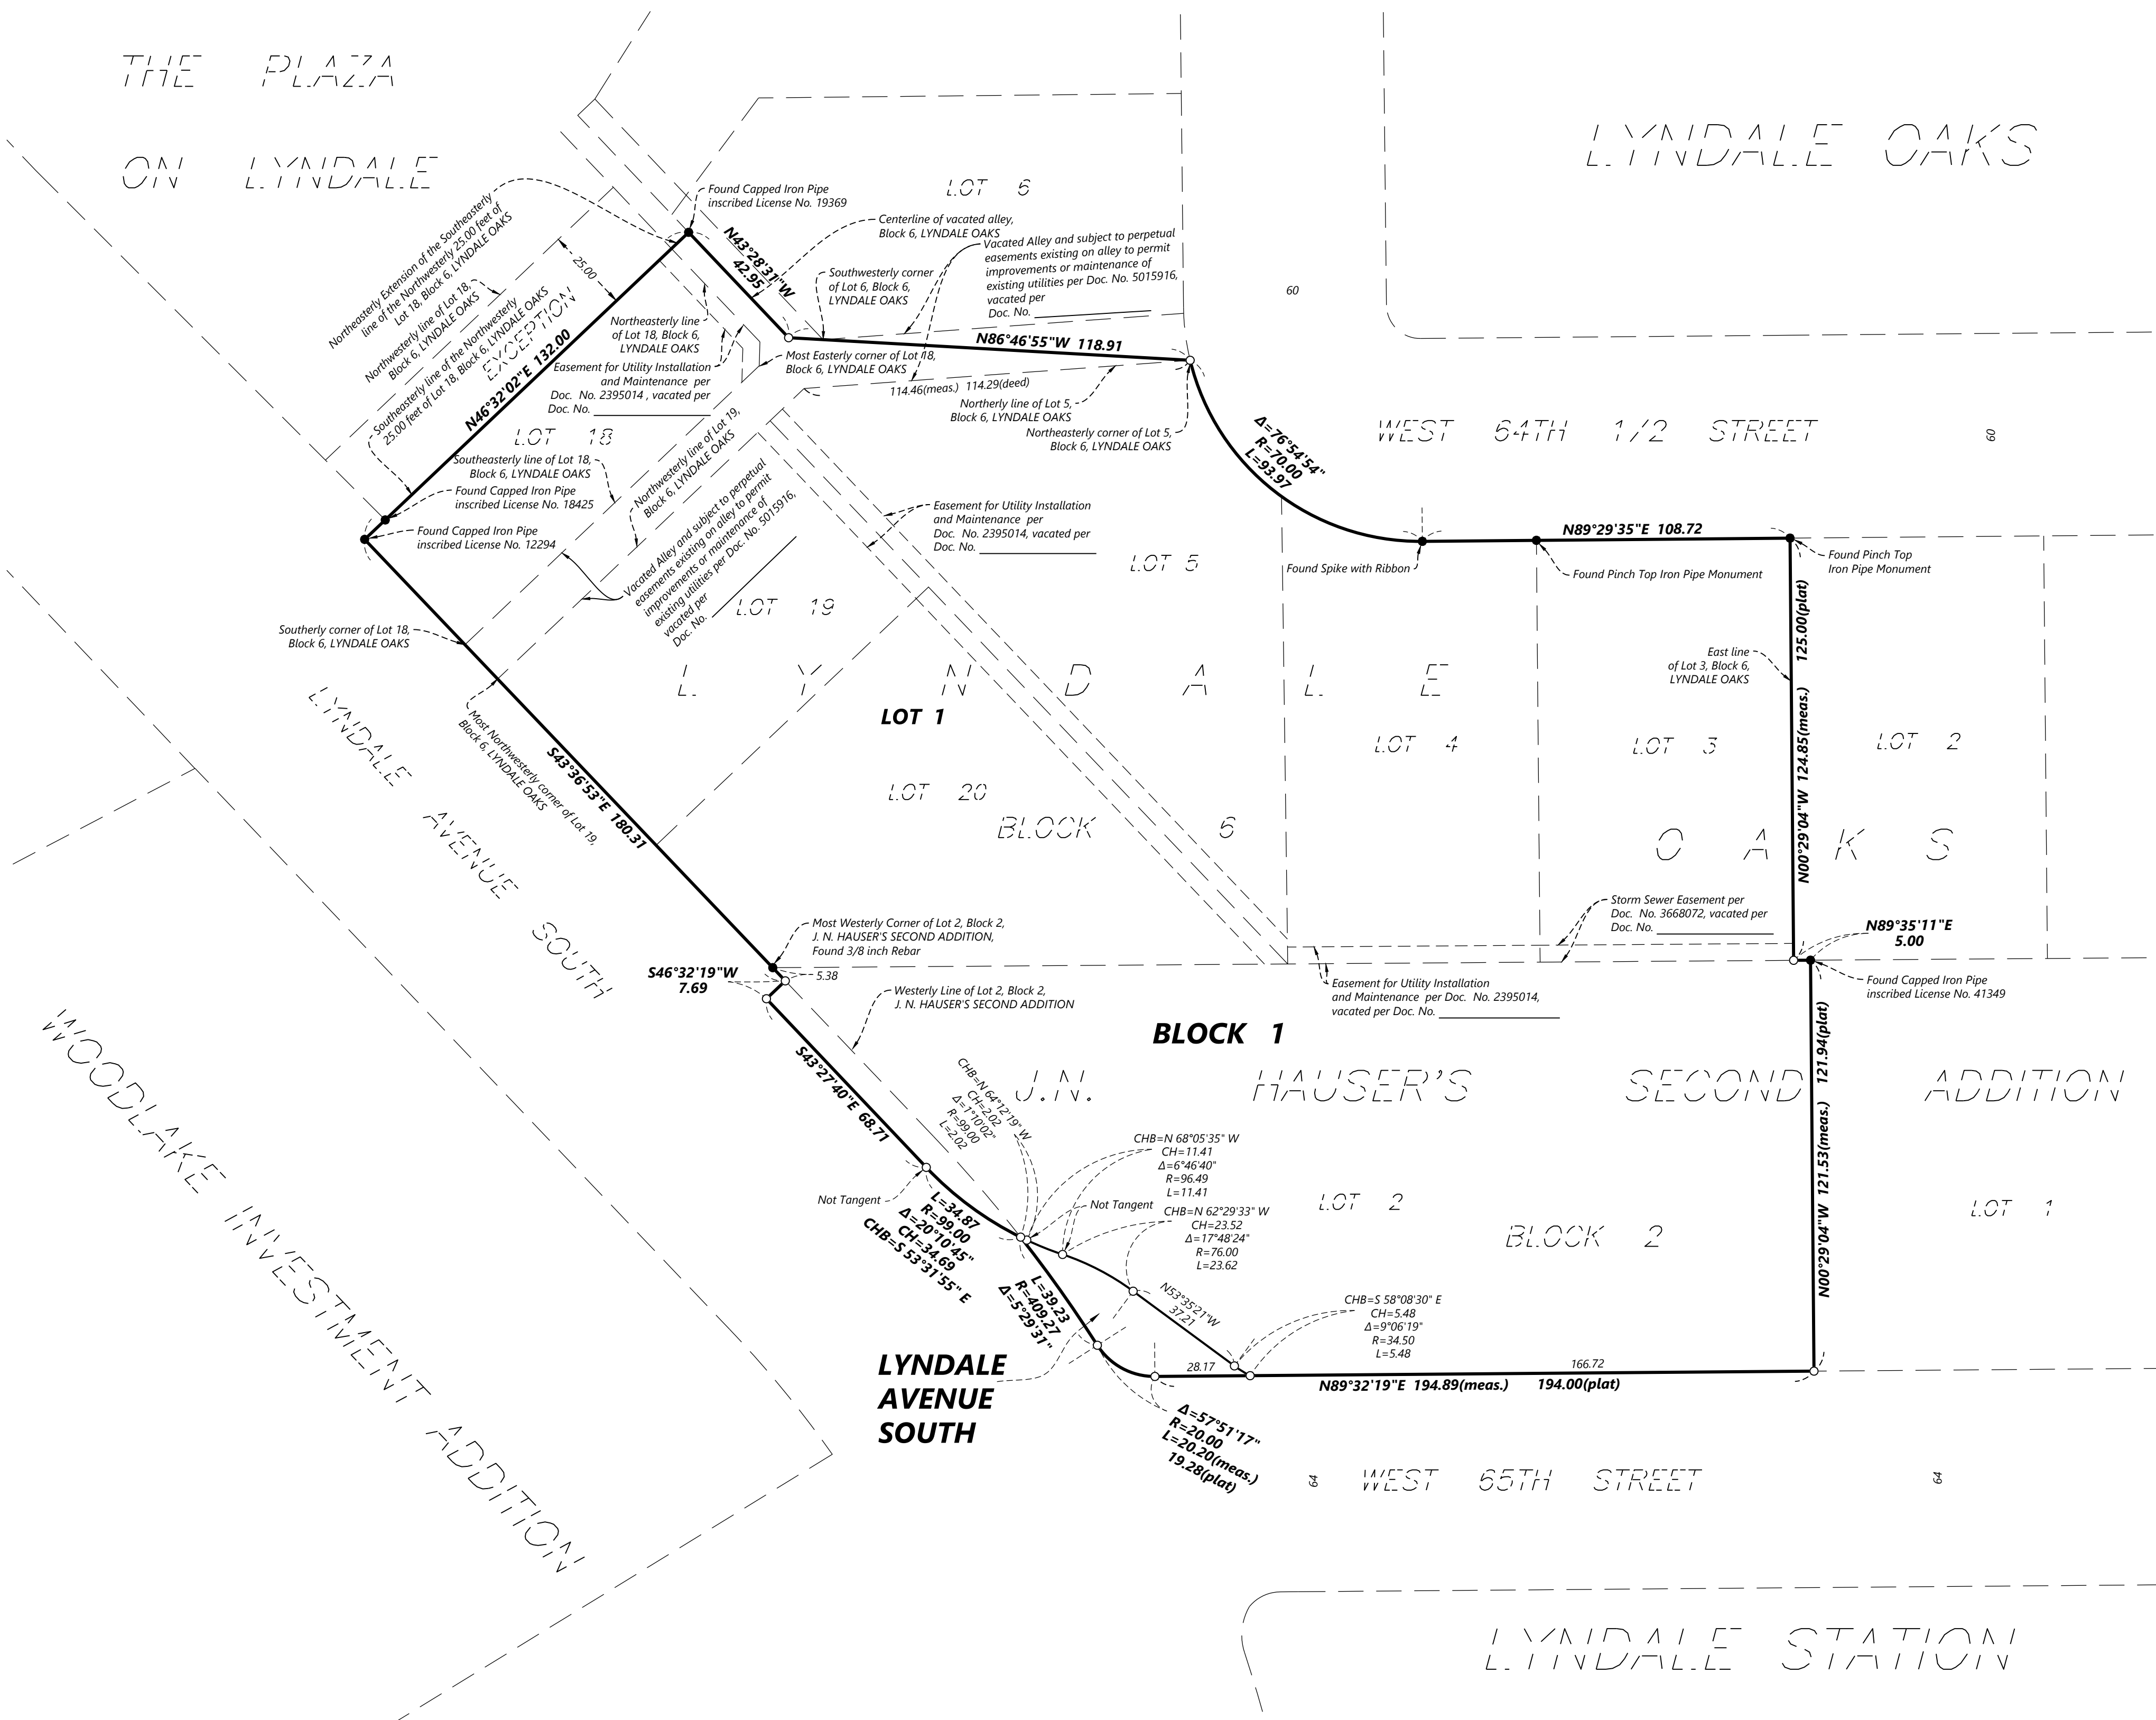 THE PLAZA
ON LYNDALE
LYNDALE OAKS
LOT 6
Found Capped Iron Pipe
inscribed License No. 19369
Centerline of vacated alley,
Block 6, LYNDALE OAKS
Vacated Alley and subject to perpetual
easements existing on alley to permit
improvements or maintenance of
existing utilities per Doc. No. 5015916,
vacated per
Doc. No.
Southwesterly corner
of Lot 6, Block 6,
LYNDALE OAKS
N43°28'31"W
42.95
Northeasterly Extension of the Southeasterly
line of the Northwesterly 25.00 feet of
Lot 18, Block 6, LYNDALE OAKS
Northwesterly line of Lot 18,
Block 6, LYNDALE OAKS
Southeasterly line of the Northwesterly
25.00 feet of Lot 18, Block 6, LYNDALE OAKS
25.00
EXCEPTION
N46°32'02"E 132.00
Northeasterly line
of Lot 18, Block 6,
LYNDALE OAKS
Easement for Utility Installation
and Maintenance per
Doc. No. 2395014 , vacated per
Doc. No.
Most Easterly corner of Lot 18,
Block 6, LYNDALE OAKS
N86°46'55"W 118.91
114.46(meas.) 114.29(deed)
Northerly line of Lot 5,
Block 6, LYNDALE OAKS
Northeasterly corner of Lot 5,
Block 6, LYNDALE OAKS
60
Δ=76°54'54"
R=70.00
L=93.97
WEST 64TH 1/2 STREET
60
LOT 18
Southeasterly line of Lot 18,
Block 6, LYNDALE OAKS
Northwesterly line of Lot 19,
Block 6, LYNDALE OAKS
Found Capped Iron Pipe
inscribed License No. 18425
Found Capped Iron Pipe
inscribed License No. 12294
Vacated Alley and subject to perpetual
easements existing on alley to permit
improvements or maintenance of
existing utilities per Doc. No. 5015916,
vacated per
Doc. No.
Easement for Utility Installation
and Maintenance per
Doc. No. 2395014, vacated per
Doc. No.
LOT 5
Found Spike with Ribbon
N89°29'35"E 108.72
Found Pinch Top Iron Pipe Monument
Found Pinch Top
Iron Pipe Monument
LOT 19
Southerly corner of Lot 18,
Block 6, LYNDALE OAKS
East line
of Lot 3, Block 6,
LYNDALE OAKS
N00°29'04"W 124.85(meas.) 125.00(plat)
L Y N D A L E
LOT 1
LYNDALE AVENUE SOUTH
Most Northwesterly corner of Lot 19,
Block 6, LYNDALE OAKS
S43°36'53"E 180.31
LOT 4
LOT 3
LOT 2
LOT 20
BLOCK 6
O A K S
Most Westerly Corner of Lot 2, Block 2,
J. N. HAUSER'S SECOND ADDITION,
Found 3/8 inch Rebar
Storm Sewer Easement per
Doc. No. 3668072, vacated per
Doc. No.
N89°35'11"E
5.00
S46°32'19"W
7.69
5.38
Westerly Line of Lot 2, Block 2,
J. N. HAUSER'S SECOND ADDITION
Easement for Utility Installation
and Maintenance per Doc. No. 2395014,
vacated per Doc. No.
Found Capped Iron Pipe
inscribed License No. 41349
BLOCK 1
J.N. HAUSER'S SECOND ADDITION
N00°29'04"W 121.53(meas.) 121.94(plat)
S43°27'40"E 68.71
CHB=N 64°12'19" W
CH=2.02
Δ=1°10'02"
R=99.00
L=2.02
CHB=N 68°05'35" W
CH=11.41
Δ=6°46'40"
R=96.49
L=11.41
Not Tangent
Not Tangent
CHB=N 62°29'33" W
CH=23.52
Δ=17°48'24"
R=76.00
L=23.62
LOT 2
BLOCK 2
LOT 1
L=34.87
R=99.00
Δ=20°10'45"
CH=34.69
CHB=S 53°31'55" E
L=39.23
R=409.27
Δ=5°29'31"
N53°35'21"W
37.21
CHB=S 58°08'30" E
CH=5.48
Δ=9°06'19"
R=34.50
L=5.48
LYNDALE
AVENUE
SOUTH
28.17
166.72
N89°32'19"E 194.89(meas.) 194.00(plat)
Δ=57°51'17"
R=20.00
L=20.20(meas.)
19.28(plat)
64
WEST 65TH STREET
64
WOODLAKE INVESTMENT ADDITION
LYNDALE STATION